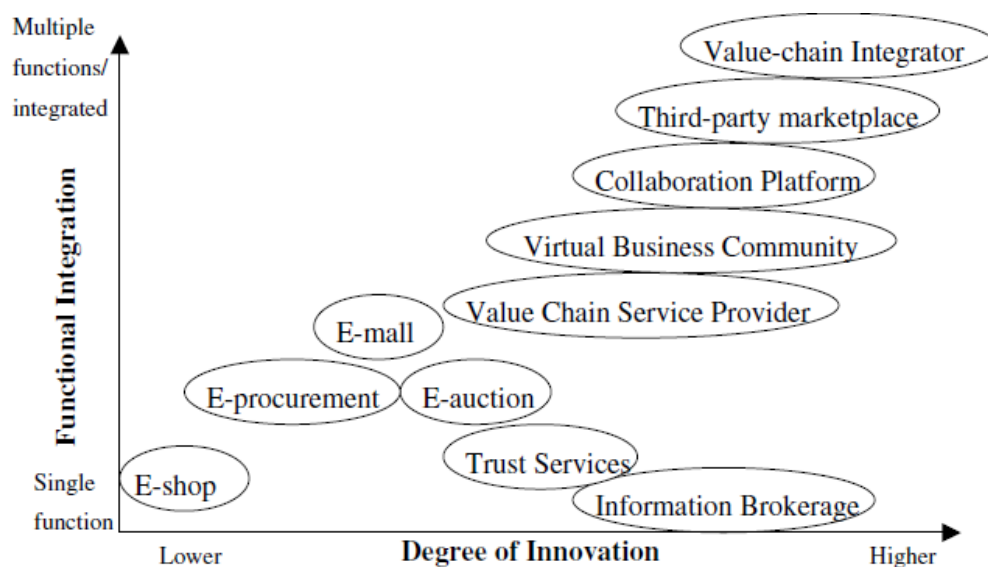 Multiple
functions/
integrated
Functional Integration
Single
function
Value-chain Integrator
Third-party marketplace
Collaboration Platform
Virtual Business Community
Value Chain Service Provider
E-mall
E-procurement
E-auction
Trust Services
E-shop
Information Brokerage
Lower
Degree of Innovation
Higher